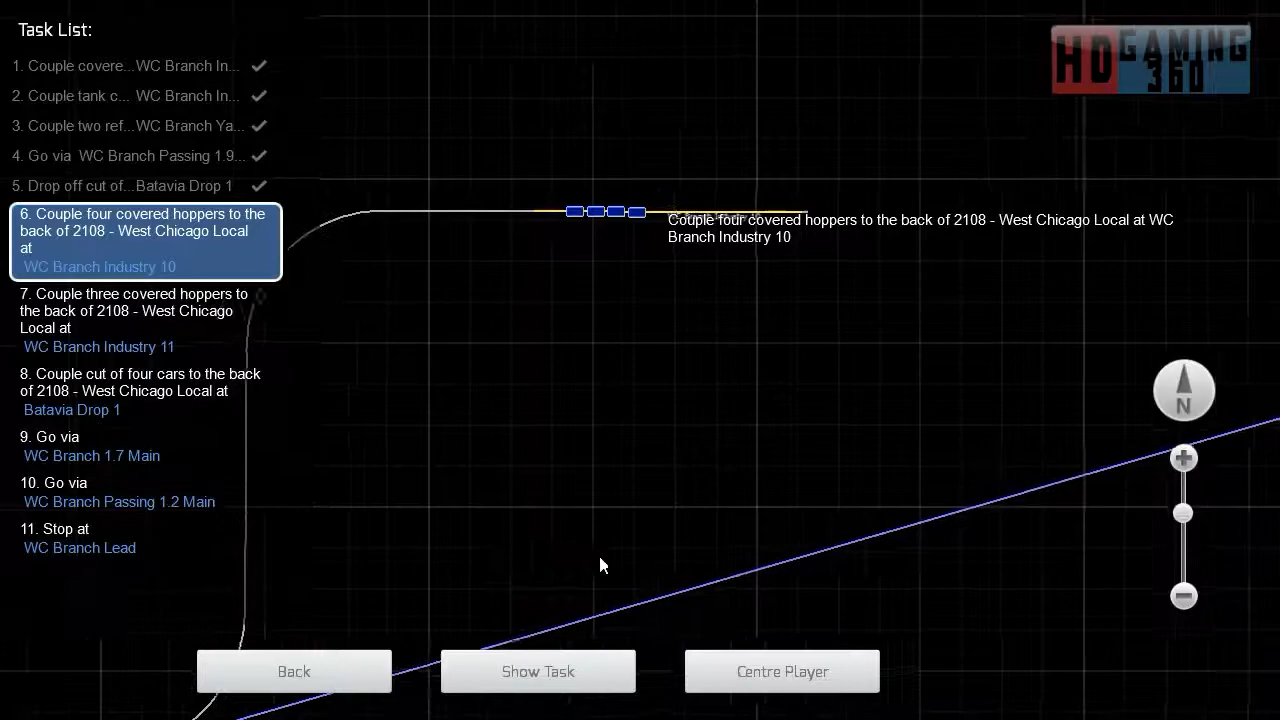 Task List:
1. Couple covere...WC Branch In...
2. Couple tank c... WC Branch In...
3. Couple two ref...WC Branch Ya...
4. Go via WC Branch Passing 1.9...
5. Drop off cut of...Batavia Drop 1
6. Couple four covered hoppers to the
back of 2108 - West Chicago Local
at
WC Branch Industry 10
7. Couple three covered hoppers to
the back of 2108 - West Chicago
Local at
WC Branch Industry 11
8. Couple cut of four cars to the back
of 2108 - West Chicago Local at
Batavia Drop 1
9. Go via
WC Branch 1.7 Main
10. Go via
WC Branch Passing 1.2 Main
11. Stop at
WC Branch Lead
Couple four covered hoppers to the back of 2108 - West Chicago Local at WC
Branch Industry 10
HD GAMING
360
N
Back
Show Task
Centre Player